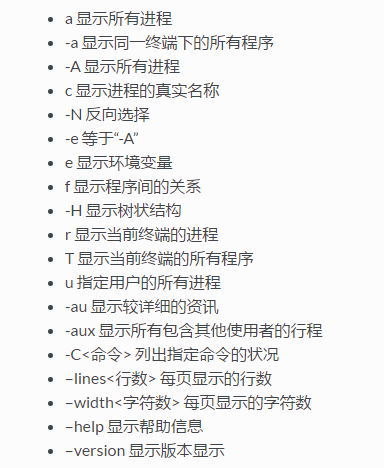 a 显示所有进程
-a 显示同一终端下的所有程序
-A 显示所有进程
c 显示进程的真实名称
-N 反向选择
-e 等于“-A”
e 显示环境变量
f 显示程序间的关系
-H 显示树状结构
r 显示当前终端的进程
T 显示当前终端的所有程序
u 指定用户的所有进程
-au 显示较详细的资讯
-aux 显示所有包含其他使用者的行程
-C<命令> 列出指定命令的状况
–lines<行数> 每页显示的行数
–width<字符数> 每页显示的字符数
–help 显示帮助信息
–version 显示版本显示